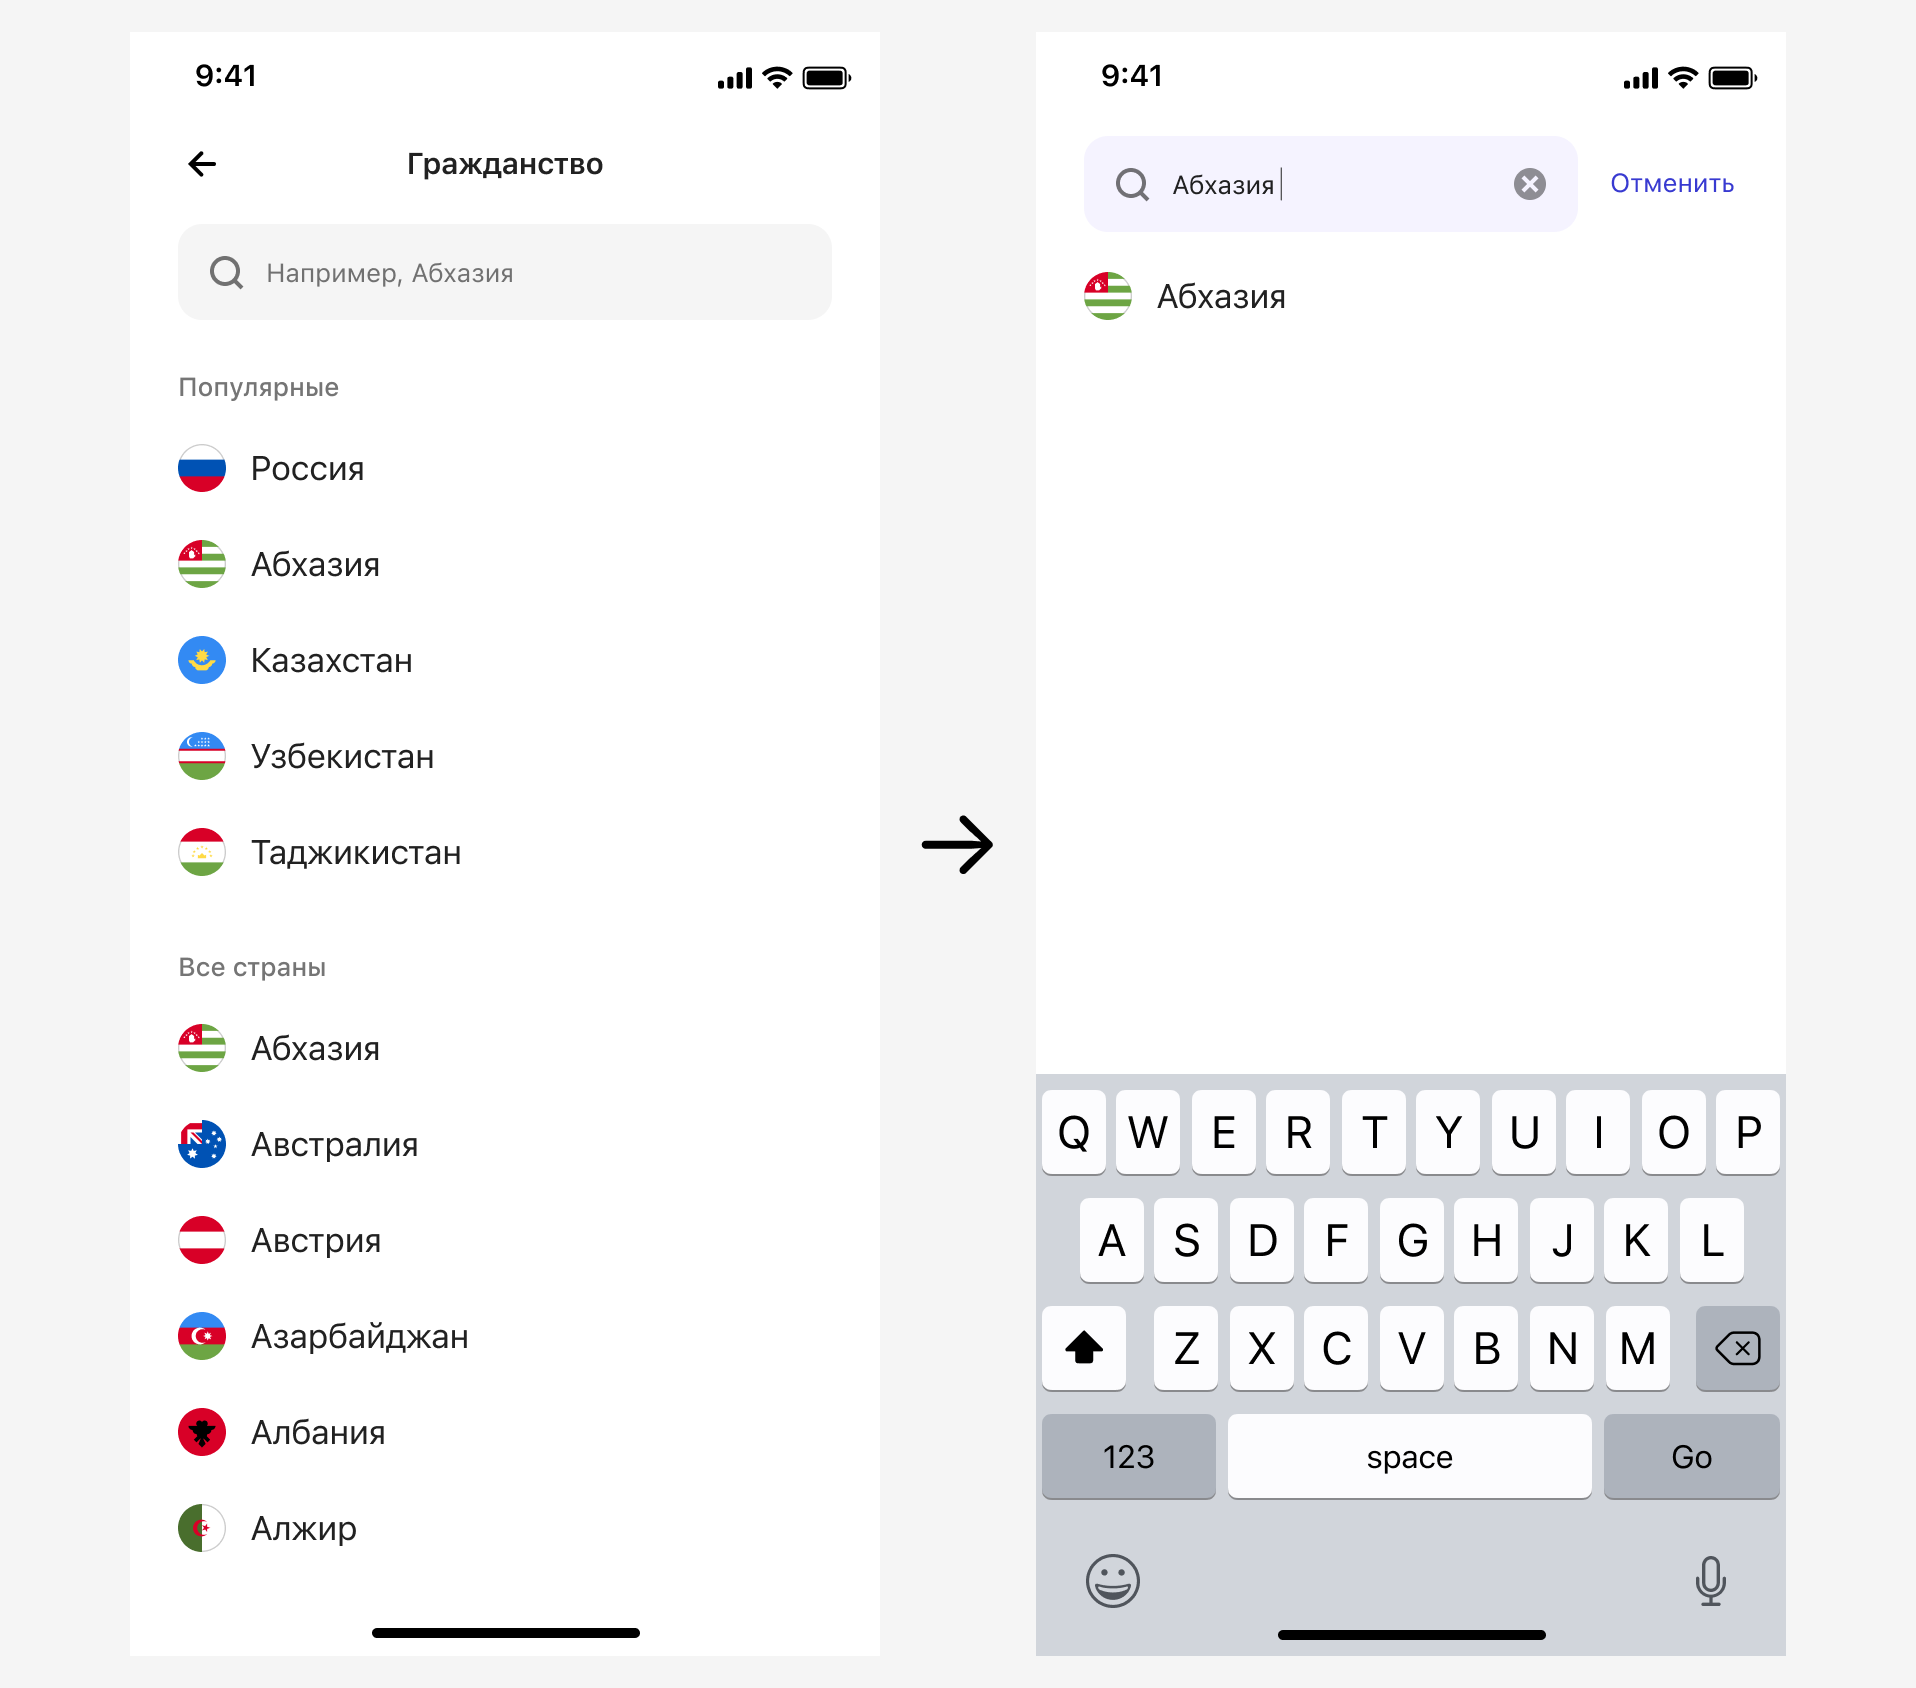 9:41
Гражданство
Например, Абхазия
Популярные
Россия
Абхазия
Казахстан
Узбекистан
Таджикистан
Все страны
Абхазия
Австралия
Австрия
Азарбайджан
Албания
Алжир
9:41
Абхазия
Отменить
Абхазия
Q W E R T Y U I O P
A S D F G H J K L
Z X C V B N M
123 space Go